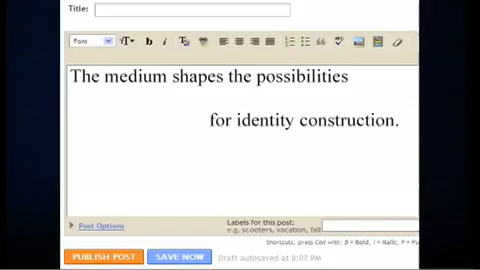 Title:
Font
The medium shapes the possibilities
for identity construction.
Post Options
Labels for this post:
e.g. scooters, vacation, fall
Shortcuts: press Ctrl with: B = Bold, I = Italic, P = Pu
PUBLISH POST SAVE NOW Draft autosaved at 8:07 PM